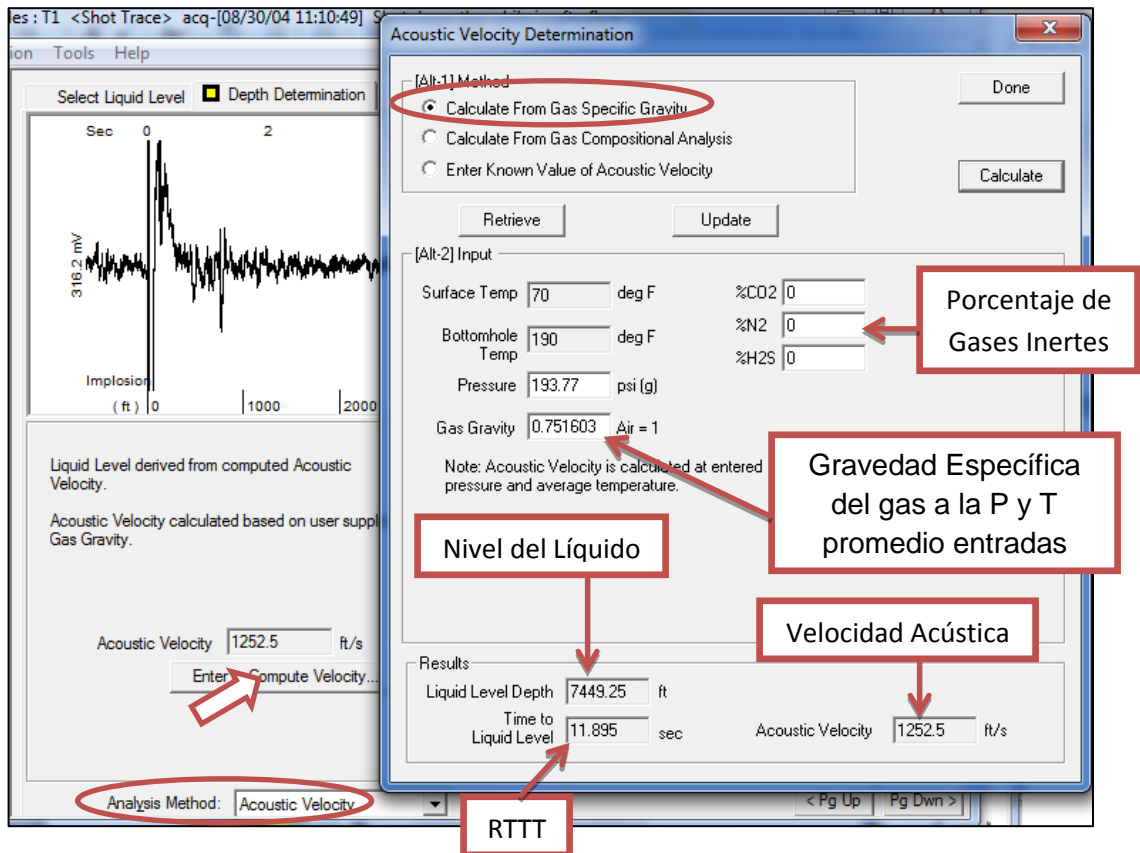 les : T1 <Shot Trace> acq-[08/30/04 11:10:49]
ion Tools Help
Select Liquid Level
Depth Determination
Sec 0 2
316.2 mV
Implosion
( ft ) 0 1000 2000
Liquid Level derived from computed Acoustic
Velocity.
Acoustic Velocity calculated based on user suppl
Gas Gravity.
Acoustic Velocity 1252.5 ft/s
Compute Velocity...
Analysis Method: Acoustic Velocity
Acoustic Velocity Determination
[Alt-1] Method
Calculate From Gas Specific Gravity
Calculate From Gas Compositional Analysis
Enter Known Value of Acoustic Velocity
Done
Calculate
Retrieve
Update
[Alt-2] Input
Surface Temp 70 deg F
Bottomhole
Temp
190 deg F
Pressure 193.77 psi (g)
Gas Gravity 0.751603 Air = 1
%CO2 0
%N2 0
%H2S 0
Note: Acoustic Velocity is calculated at entered
pressure and average temperature.
Porcentaje de
Gases Inertes
Gravedad Específica
del gas a la P y T
promedio entradas
Nivel del Líquido
Velocidad Acústica
Results
Liquid Level Depth 7449.25 ft
Time to
Liquid Level
11.895 sec
Acoustic Velocity 1252.5 ft/s
< Pg Up
Pg Dwn >
RTTT